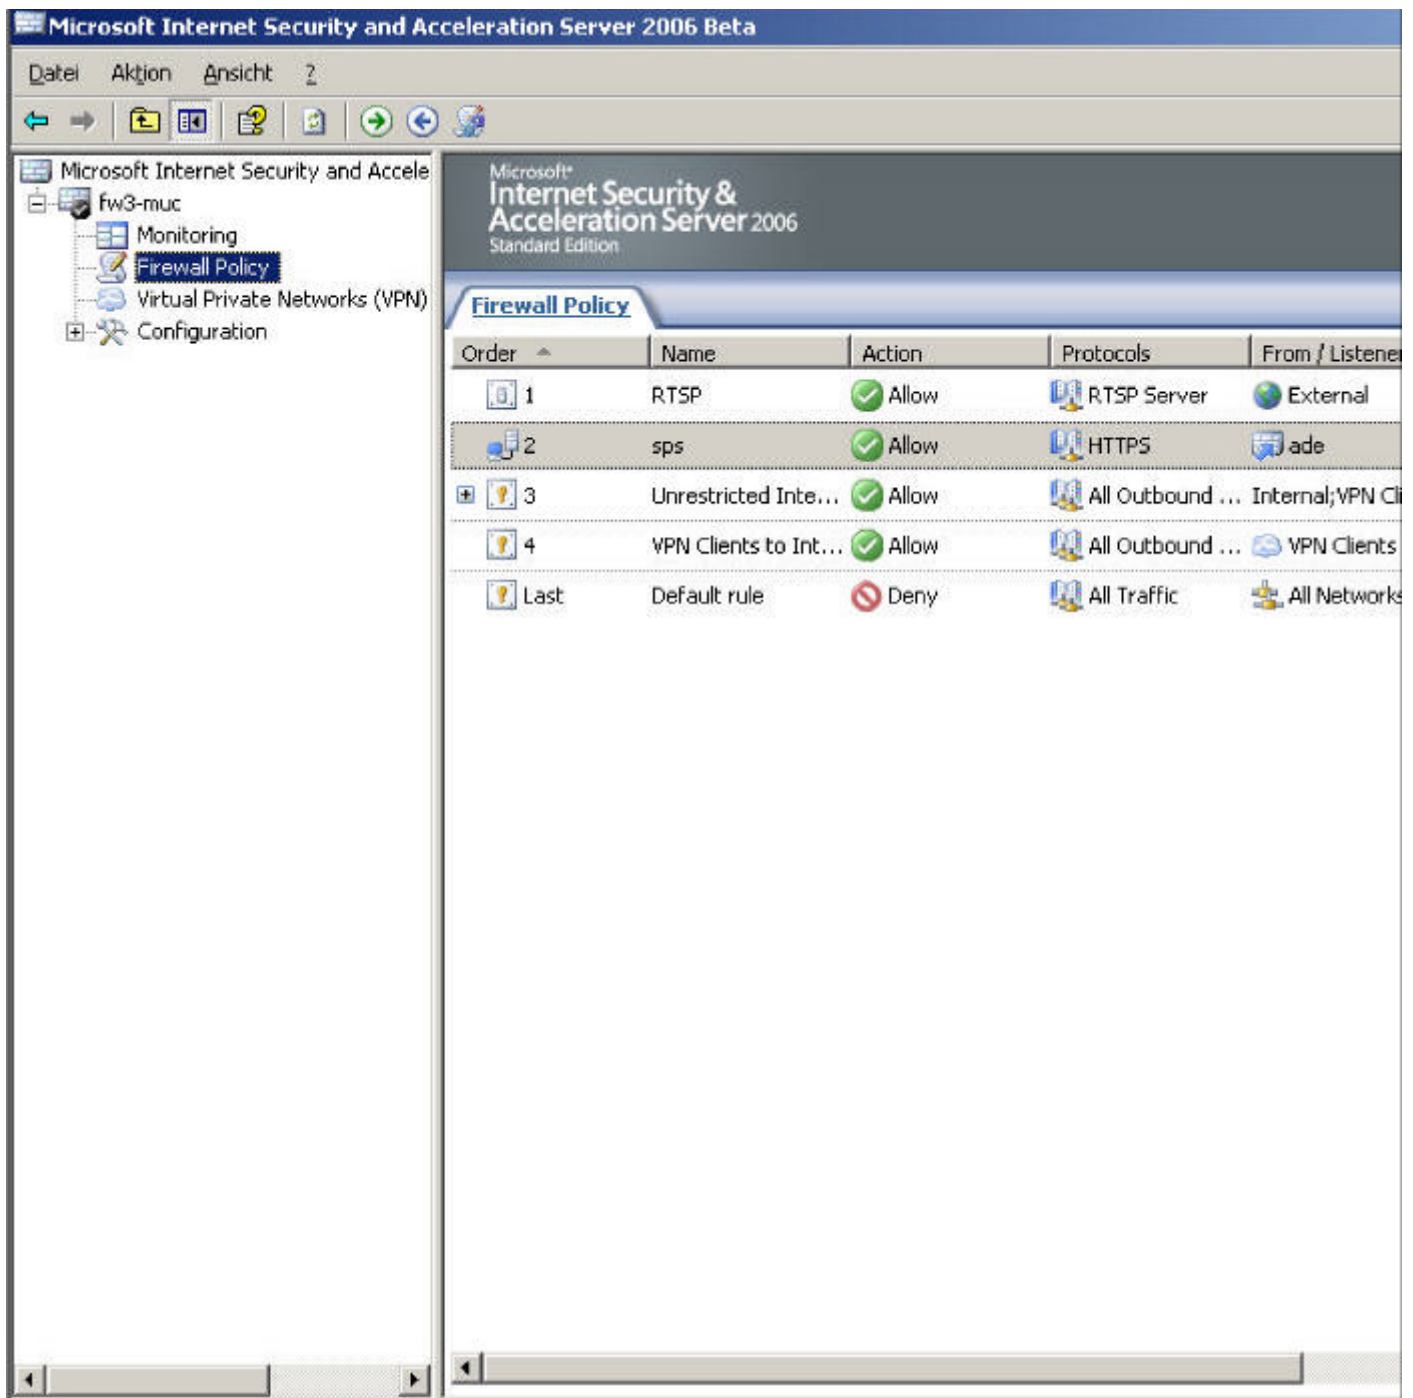 Microsoft Internet Security and Acceleration Server 2006 Beta
Datei Aktion Ansicht ?
Microsoft Internet Security and Accele
fw3-muc
Monitoring
Firewall Policy
Virtual Private Networks (VPN)
Configuration
Microsoft
Internet Security &
Acceleration Server 2006
Standard Edition
Firewall Policy
Order Name Action Protocols From / Listener
1 RTSP Allow RTSP Server External
2 sps Allow HTTPS ade
3 Unrestricted Inte... Allow All Outbound ... Internal;VPN Cli
4 VPN Clients to Int... Allow All Outbound ... VPN Clients
Last Default rule Deny All Traffic All Networks